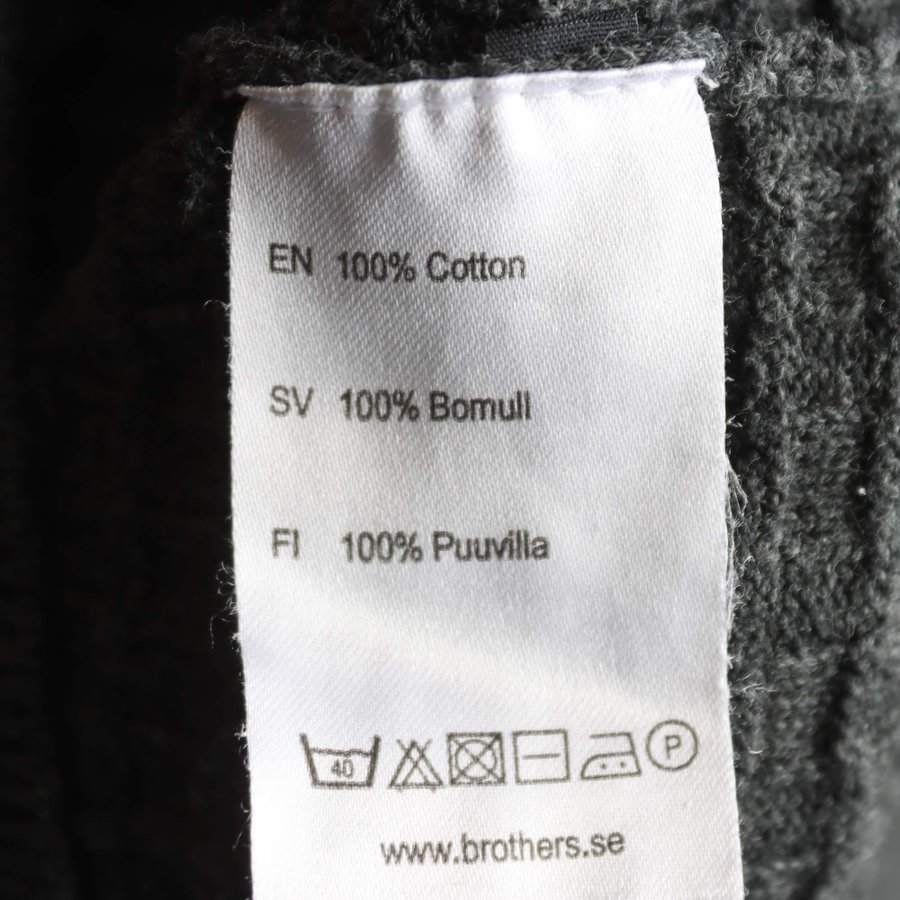 EN 100% Cotton
SV 100% Bomull
FI 100% Puuvilla
40 P
www.brothers.se